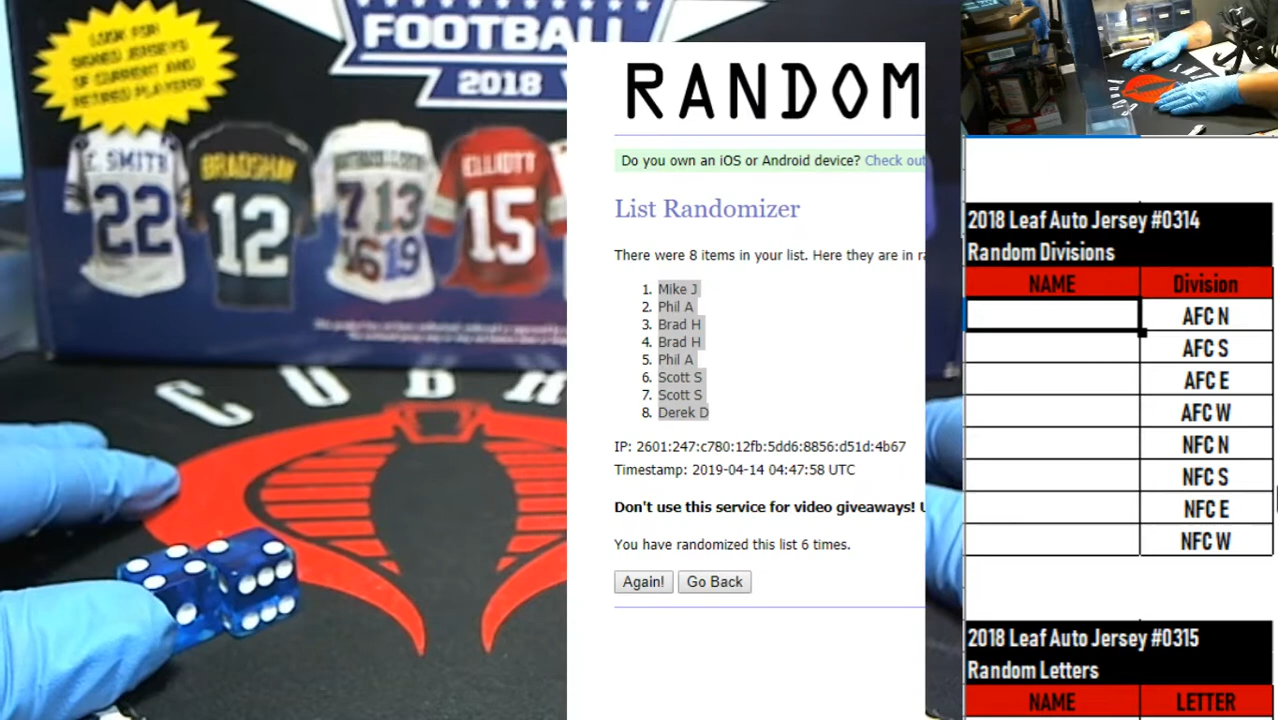 LOOK FOR
SIGNED JERSEYS
OF CURRENT AND
RETIRED PLAYERS!
FOOTBALL
2018
E. SMITH
22
BRADSHAW
12
7 13
16 19
ELLIOTT
15
CUBH
RANDOM
Do you own an iOS or Android device? Check out
List Randomizer
There were 8 items in your list. Here they are in ra
1. Mike J
2. Phil A
3. Brad H
4. Brad H
5. Phil A
6. Scott S
7. Scott S
8. Derek D
IP: 2601:247:c780:12fb:5dd6:8856:d51d:4b67
Timestamp: 2019-04-14 04:47:58 UTC
Don't use this service for video giveaways! U
You have randomized this list 6 times.
Again! Go Back
2018 Leaf Auto Jersey #0314
Random Divisions
NAME Division
AFC N
AFC S
AFC E
AFC W
NFC N
NFC S
NFC E
NFC W
2018 Leaf Auto Jersey #0315
Random Letters
NAME LETTER